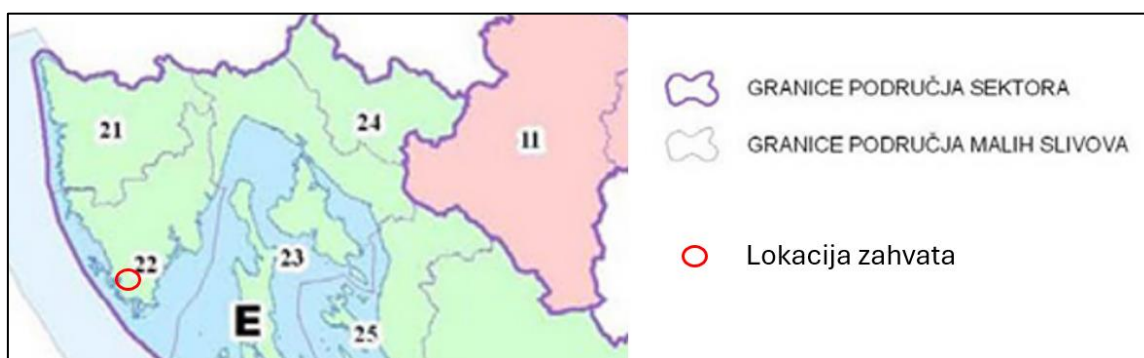 21
24
11
22
23
E
25
GRANICE PODRUČJA SEKTORA
GRANICE PODRUČJA MALIH SLIVOVA
Lokacija zahvata